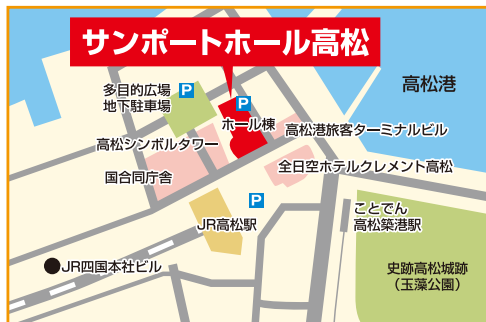 サンポートホール高松
多目的広場
地下駐車場
P
P
ホール棟
高松港
高松シンボルタワー
高松港旅客ターミナルビル
国合同庁舎
全日空ホテルクレメント高松
P
JR高松駅
ことでん
高松築港駅
JR四国本社ビル
史跡高松城跡
（玉藻公園）